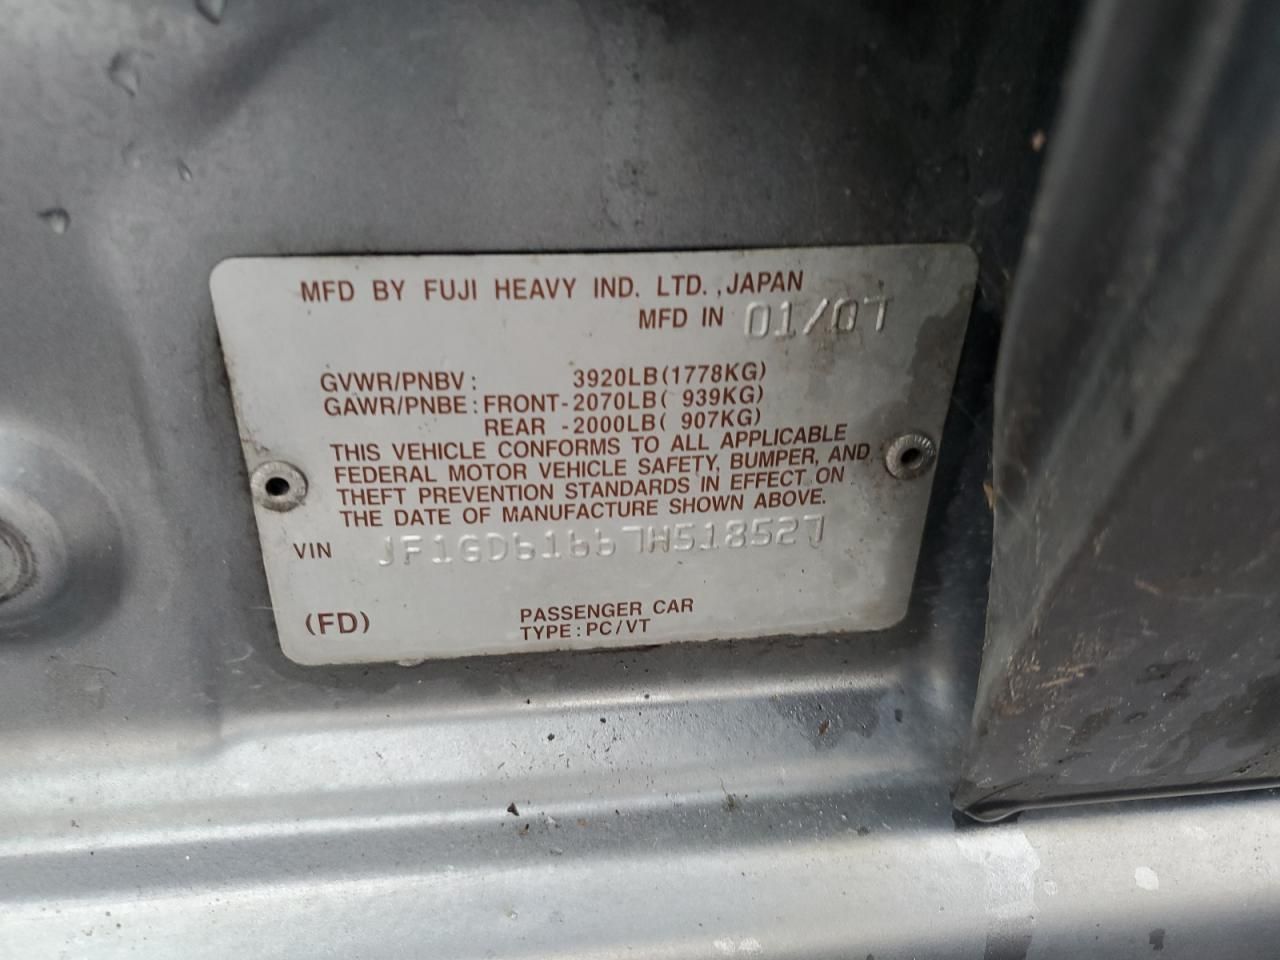 MFD BY FUJI HEAVY IND. LTD., JAPAN
MFD IN 01/07
GVWR/PNBV: 3920LB(1778KG)
GAWR/PNBE: FRONT-2070LB( 939KG)
REAR -2000LB( 907KG)
THIS VEHICLE CONFORMS TO ALL APPLICABLE
FEDERAL MOTOR VEHICLE SAFETY, BUMPER, AND
THEFT PREVENTION STANDARDS IN EFFECT ON
THE DATE OF MANUFACTURE SHOWN ABOVE.
VIN JF1GD61667H518527
(FD) PASSENGER CAR
TYPE: PC/VT